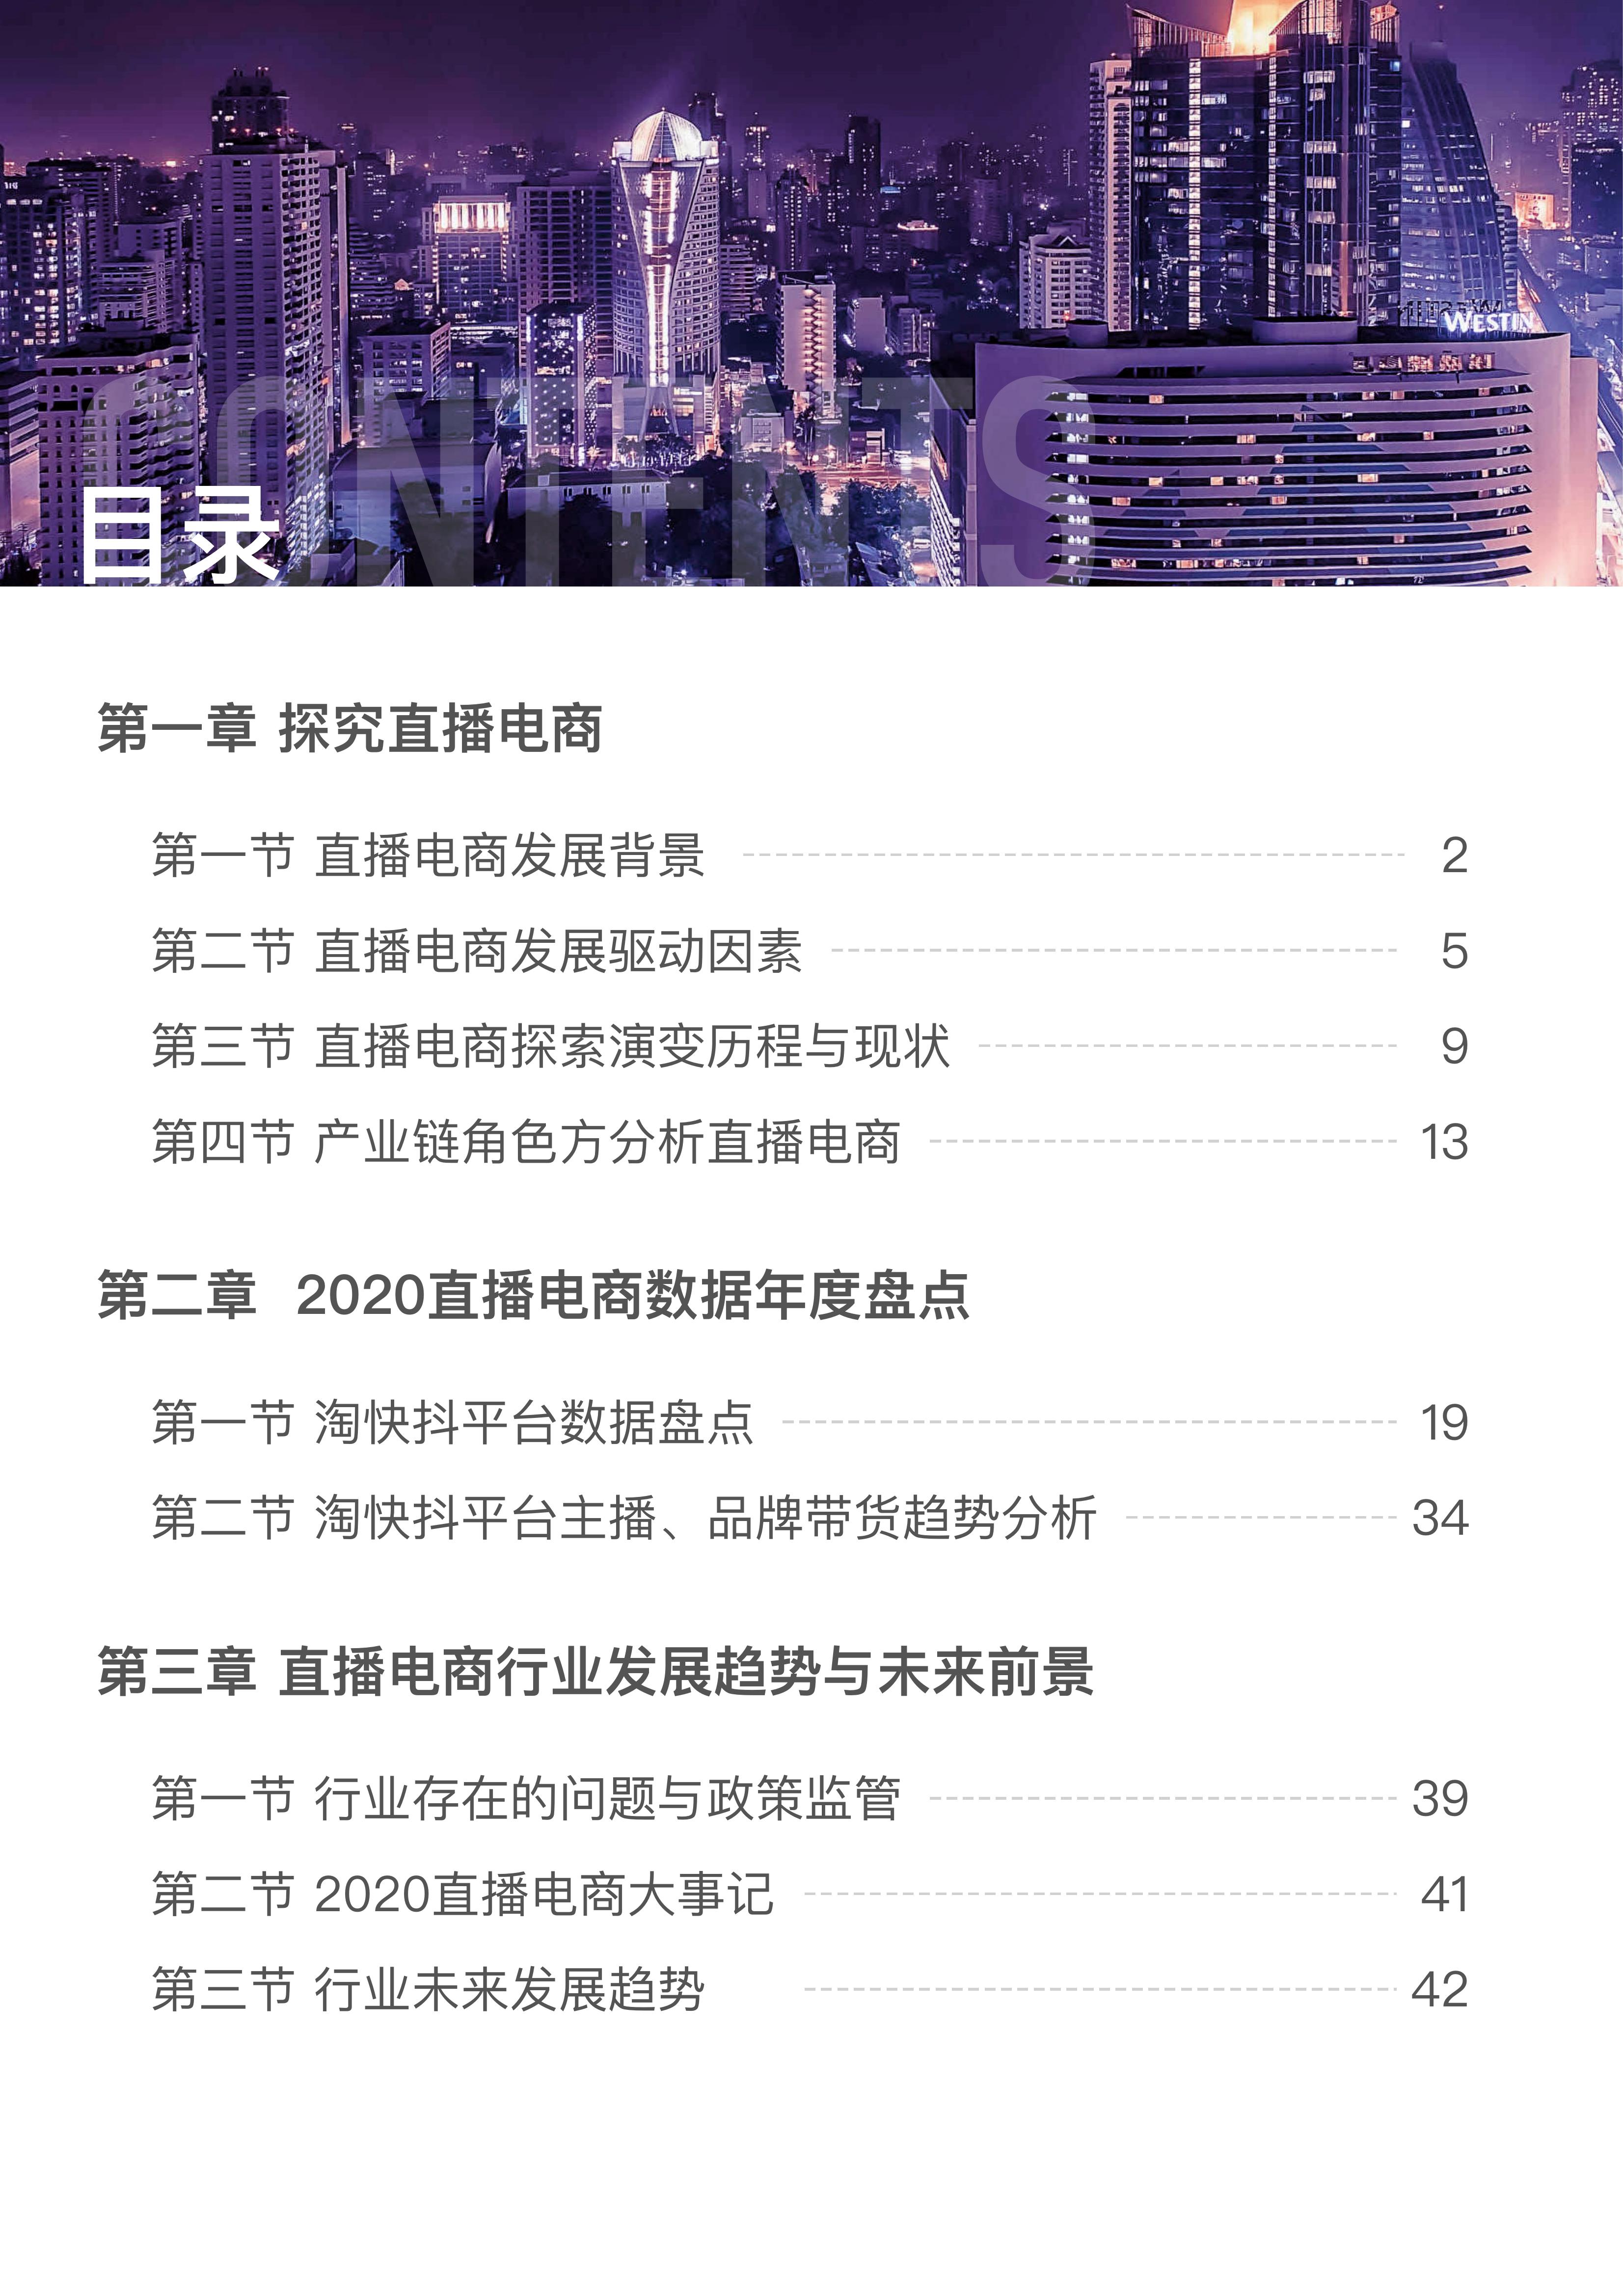 WESTIN
CONTENTS
目录
第一章 探究直播电商
第一节 直播电商发展背景 2
第二节 直播电商发展驱动因素 5
第三节 直播电商探索演变历程与现状 9
第四节 产业链角色方分析直播电商 13
第二章 2020直播电商数据年度盘点
第一节 淘快抖平台数据盘点 19
第二节 淘快抖平台主播、品牌带货趋势分析 34
第三章 直播电商行业发展趋势与未来前景
第一节 行业存在的问题与政策监管 39
第二节 2020直播电商大事记 41
第三节 行业未来发展趋势 42